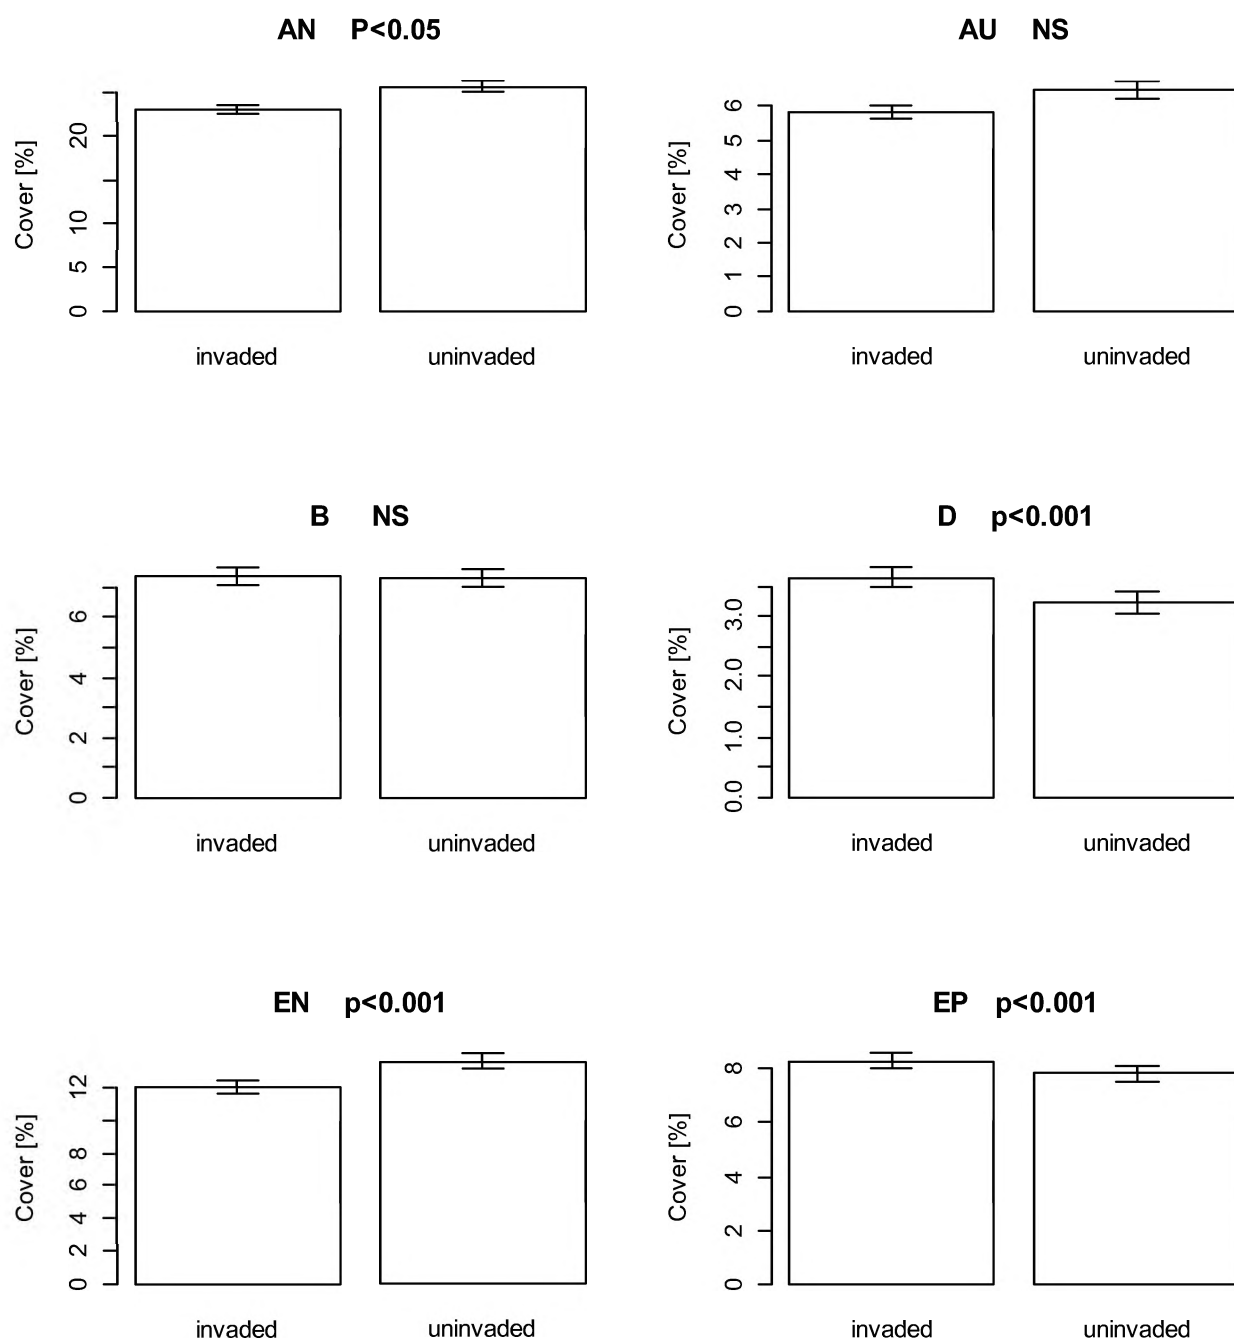 AN P<0.05
Cover [%]
20
10
5
0
invaded uninvaded
AU NS
Cover [%]
6
5
4
3
2
1
0
invaded uninvaded
B NS
Cover [%]
6
4
2
0
invaded uninvaded
D p<0.001
Cover [%]
3.0
2.0
1.0
0.0
invaded uninvaded
EN p<0.001
Cover [%]
12
8
6
4
2
0
invaded uninvaded
EP p<0.001
Cover [%]
8
6
4
2
0
invaded uninvaded